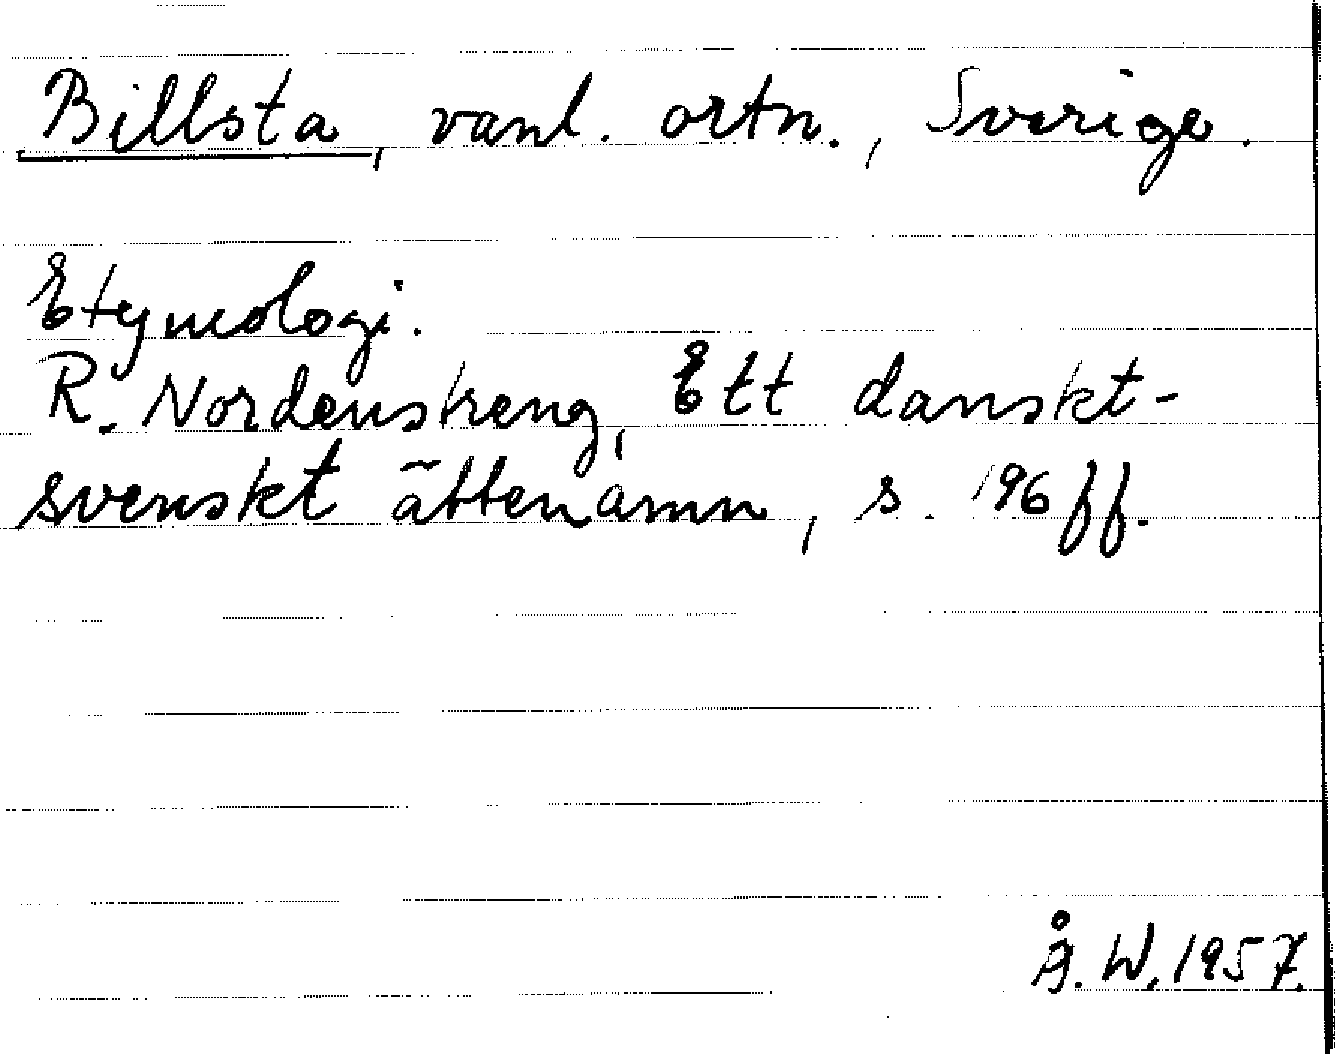 Billsta, vanl. ortn., Sverige.
Etymologi.
R. Nordenstreng, Ett danskt-
svenskt ättenamn, s. 196 ff.
Å. W. 1957.